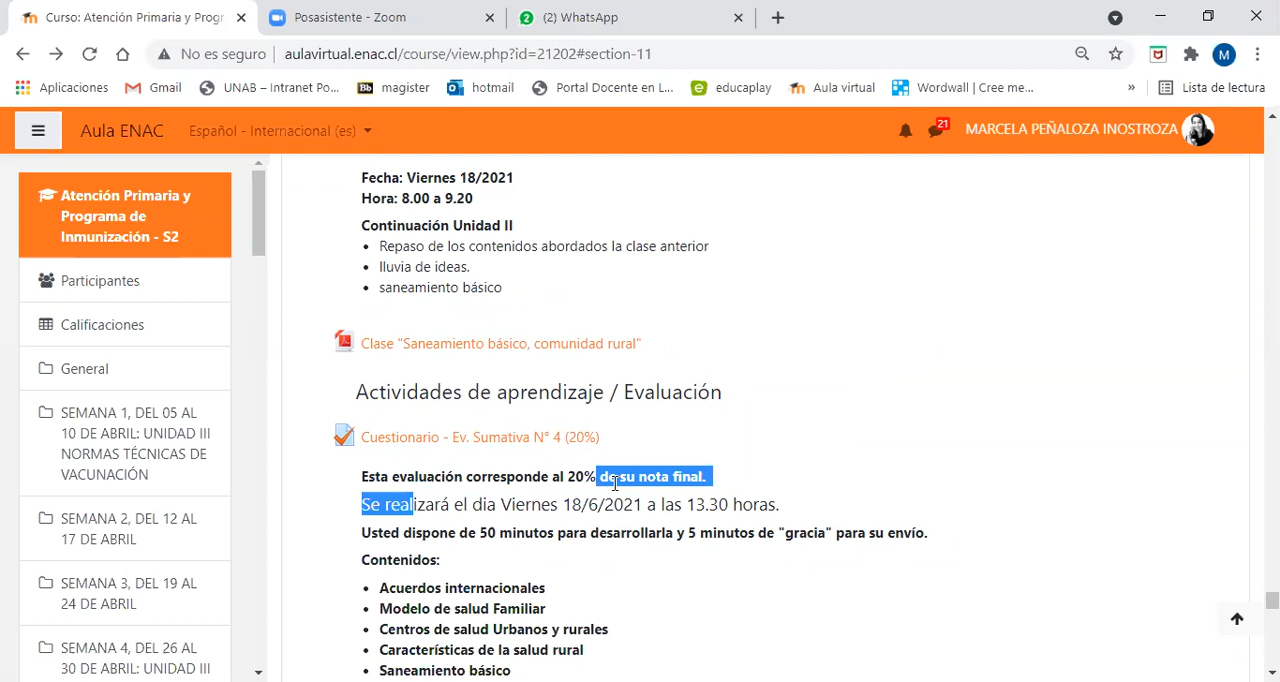 Curso: Atención Primaria y Progr
Posasistente - Zoom
(2) WhatsApp
No es seguro
aulavirtual.enac.cl/course/view.php?id=21202#section-11
M
Aplicaciones
Gmail
UNAB – Intranet Po...
Bb magister
hotmail
Portal Docente en L...
educaplay
Aula virtual
Wordwall | Cree me...
»
Lista de lectura
Aula ENAC
Español - Internacional (es)
21
MARCELA PEÑALOZA INOSTROZA
Atención Primaria y
Programa de
Inmunización - S2
Participantes
Calificaciones
General
SEMANA 1, DEL 05 AL
10 DE ABRIL: UNIDAD III
NORMAS TÉCNICAS DE
VACUNACIÓN
SEMANA 2, DEL 12 AL
17 DE ABRIL
SEMANA 3, DEL 19 AL
24 DE ABRIL
SEMANA 4, DEL 26 AL
30 DE ABRIL: UNIDAD III
Fecha: Viernes 18/2021
Hora: 8.00 a 9.20
Continuación Unidad II
• Repaso de los contenidos abordados la clase anterior
• lluvia de ideas.
• saneamiento básico
Clase "Saneamiento básico, comunidad rural"
Actividades de aprendizaje / Evaluación
Cuestionario - Ev. Sumativa N° 4 (20%)
Esta evaluación corresponde al 20% de su nota final.
Se realizará el dia Viernes 18/6/2021 a las 13.30 horas.
Usted dispone de 50 minutos para desarrollarla y 5 minutos de "gracia" para su envío.
Contenidos:
• Acuerdos internacionales
• Modelo de salud Familiar
• Centros de salud Urbanos y rurales
• Características de la salud rural
• Saneamiento básico